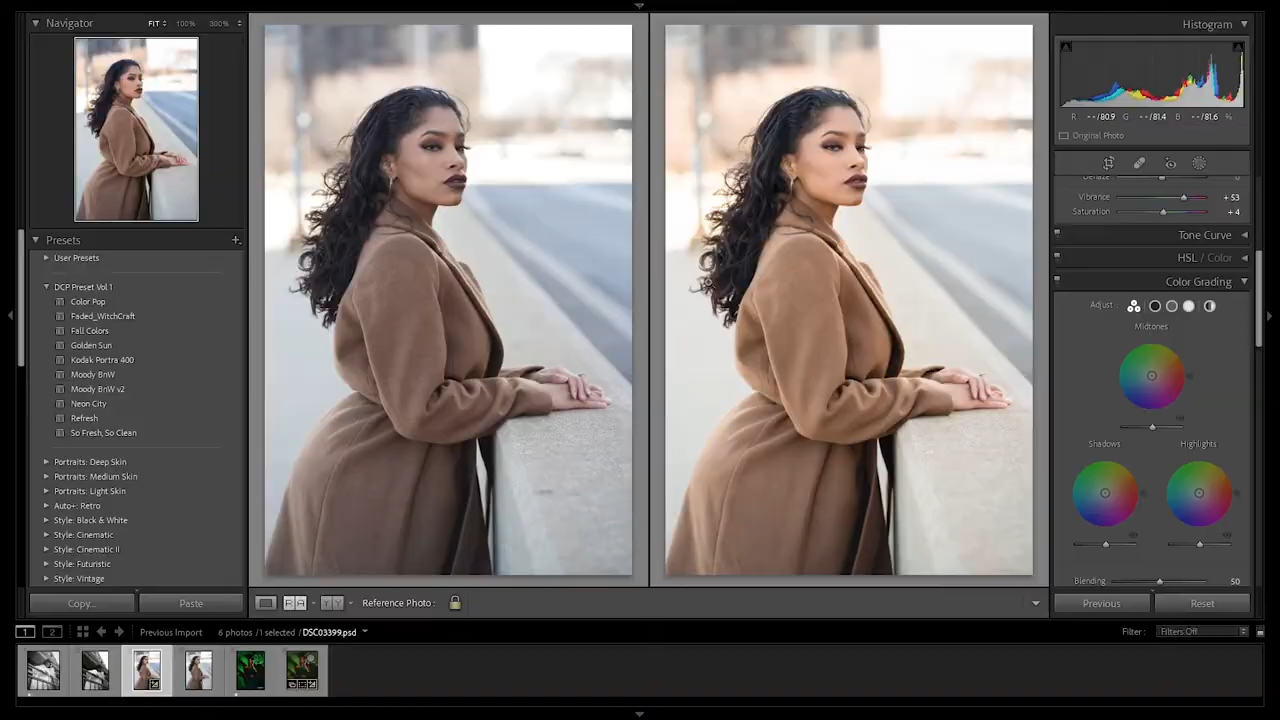 Navigator
FIT 100% 300%
Presets
User Presets
DCP Preset Vol 1
Color Pop
Faded_WitchCraft
Fall Colors
Golden Sun
Kodak Portra 400
Moody BnW
Moody BnW v2
Neon City
Refresh
So Fresh, So Clean
Portraits: Deep Skin
Portraits: Medium Skin
Portraits: Light Skin
Auto+: Retro
Style: Black & White
Style: Cinematic
Style: Cinematic II
Style: Futuristic
Style: Vintage
Copy... Paste
R A Y Y Reference Photo :
Histogram
R --/80.9 G --/81.4 B --/81.6 %
Original Photo
Dehaze 0
Vibrance + 53
Saturation + 4
Tone Curve
HSL / Color
Color Grading
Adjust :
Midtones
Shadows Highlights
Blending 50
Previous Reset
1 2 Previous Import 6 photos /1 selected /DSC03399.psd Filter : Filters Off